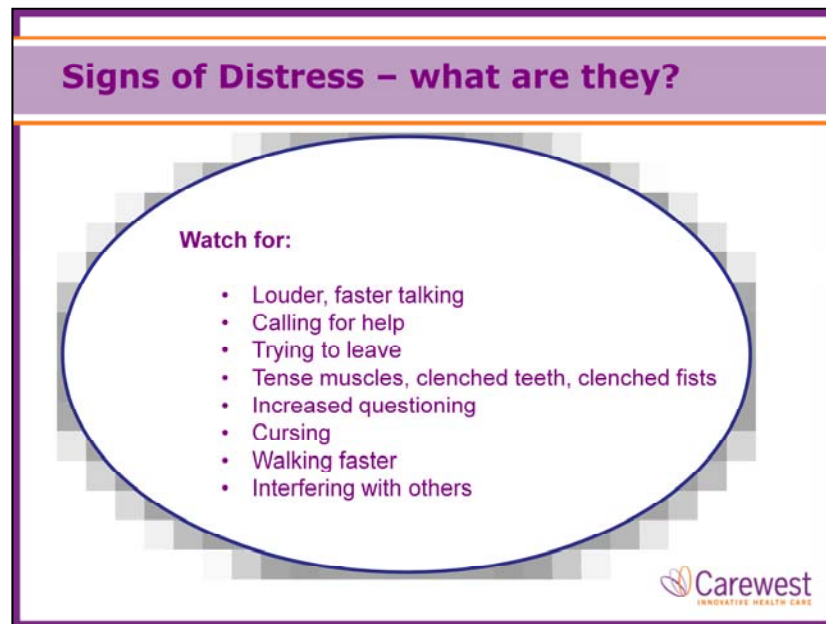 Signs of Distress – what are they?
Watch for:
• Louder, faster talking
• Calling for help
• Trying to leave
• Tense muscles, clenched teeth, clenched fists
• Increased questioning
• Cursing
• Walking faster
• Interfering with others
Carewest
INNOVATIVE HEALTH CARE